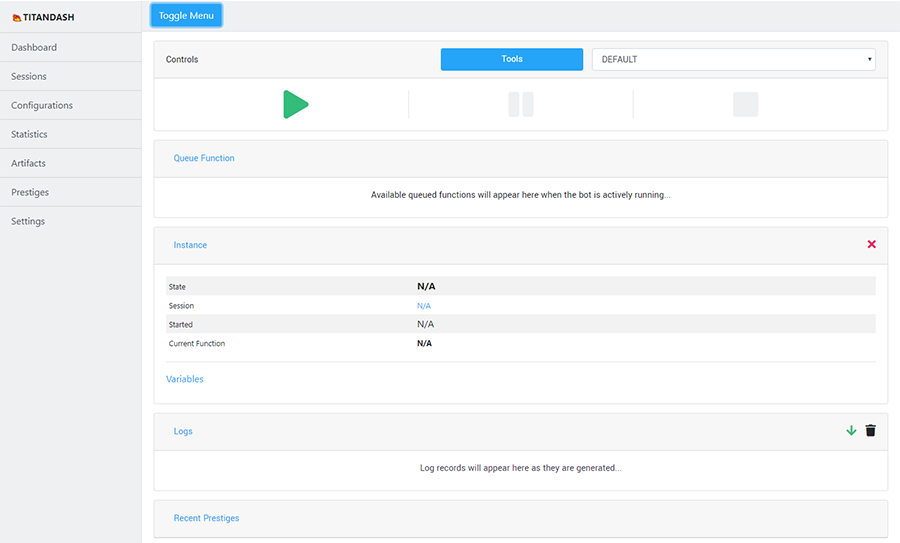 TITANDASH
Toggle Menu
Dashboard
Sessions
Configurations
Statistics
Artifacts
Prestiges
Settings
Controls
Tools
DEFAULT
Queue Function
Available queued functions will appear here when the bot is actively running...
Instance
State N/A
Session N/A
Started N/A
Current Function N/A
Variables
Logs
Log records will appear here as they are generated...
Recent Prestiges